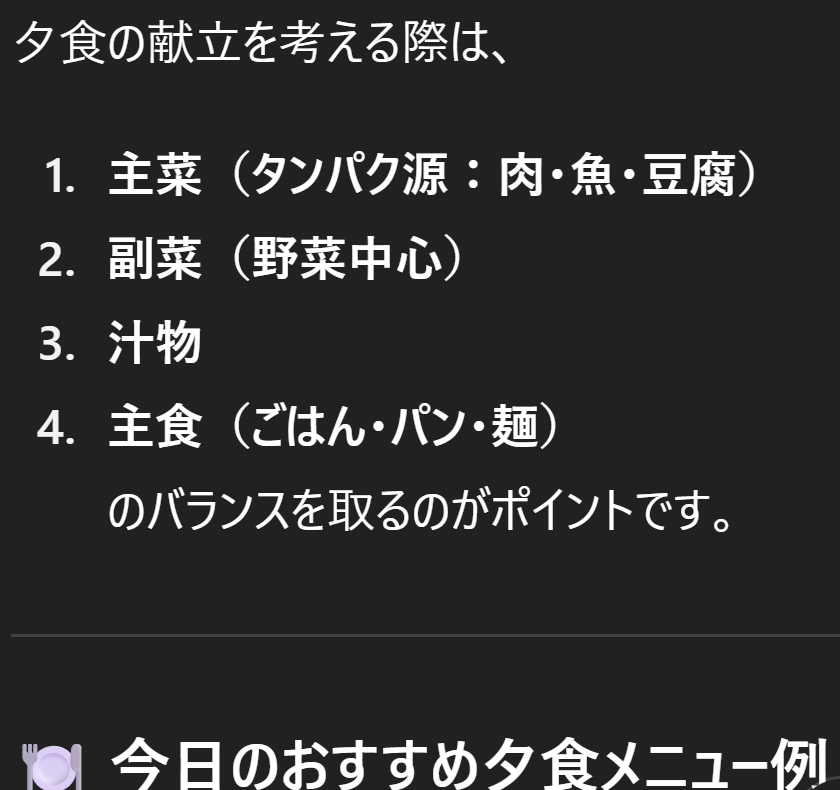 夕食の献立を考える際は、
1. 主菜（タンパク源：肉・魚・豆腐）
2. 副菜（野菜中心）
3. 汁物
4. 主食（ごはん・パン・麺）
のバランスを取るのがポイントです。
🍽️ 今日のおすすめ夕食メニュー例